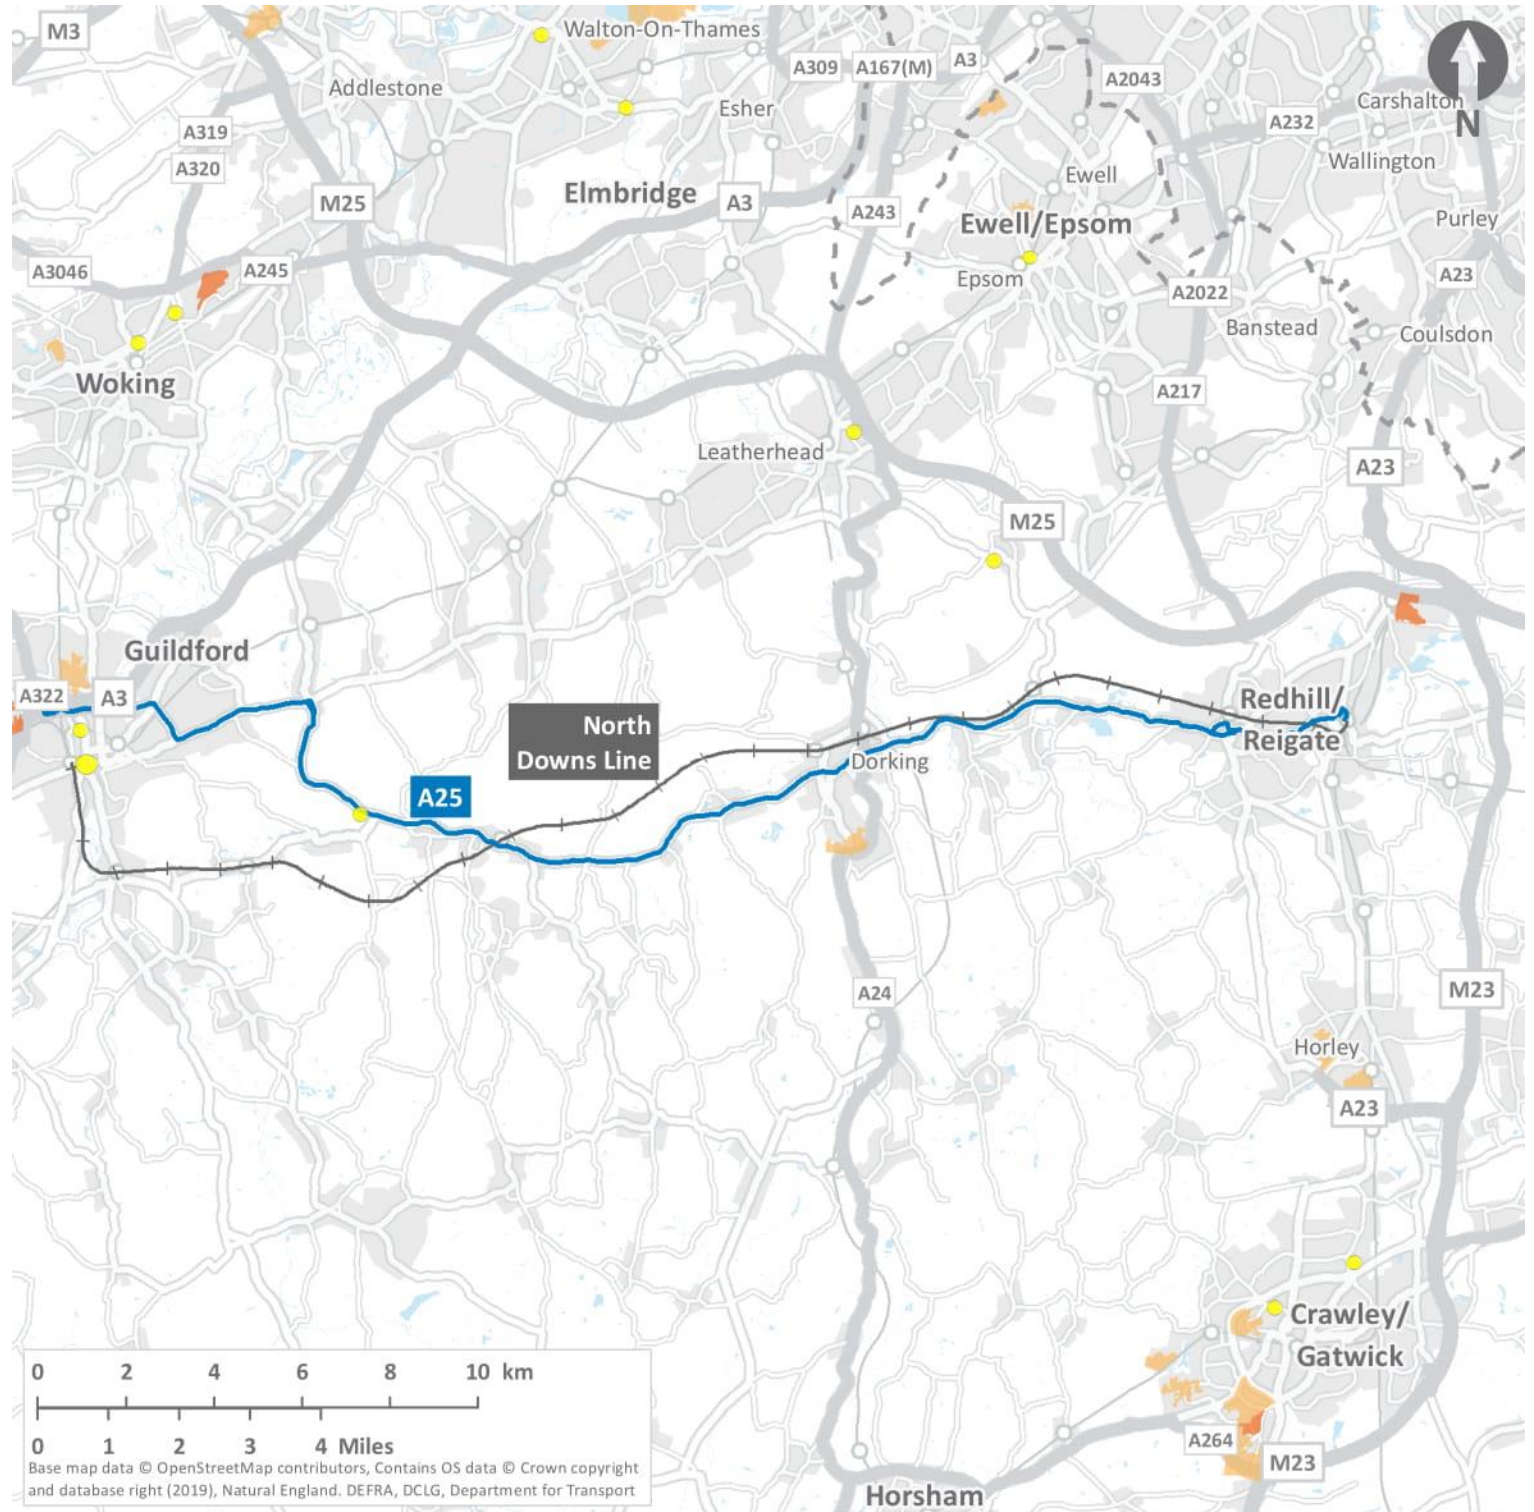 M3
Walton-On-Thames
A309
A167(M)
A3
A2043
Addlestone
Esher
Carshalton
N
A319
A232
A320
Wallington
Ewell
M25
Elmbridge
A3
A243
Ewell/Epsom
Purley
A3046
A245
Epsom
A23
A2022
Banstead
Coulsdon
Woking
A217
Leatherhead
A23
M25
Guildford
A322
A3
North
Downs Line
Redhill/
Reigate
Dorking
A25
A24
M23
Horley
A23
Crawley/
Gatwick
0 2 4 6 8 10 km
0 1 2 3 4 Miles
A264
M23
Base map data © OpenStreetMap contributors, Contains OS data © Crown copyright
and database right (2019), Natural England. DEFRA, DCLG, Department for Transport
Horsham